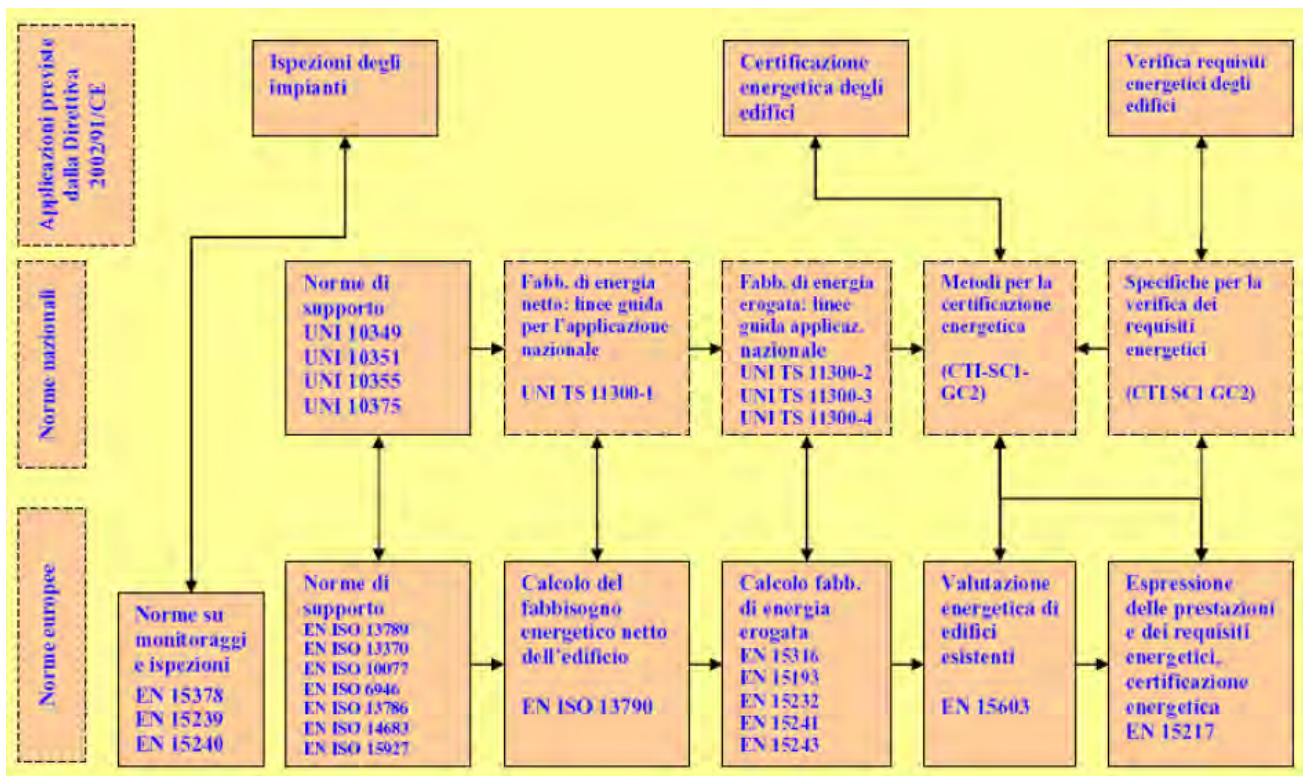 Applicazioni previste
dalla Direttiva
2002/91/CE
Ispezioni degli
impianti
Certificazione
energetica degli
edifici
Verifica requisiti
energetici degli
edifici
Norme nazionali
Norme di
supporto
UNI 10349
UNI 10351
UNI 10355
UNI 10375
Fabb. di energia
netto: linee guida
per l'applicazione
nazionale
UNI TS 11300-1
Fabb. di energia
erogata: linee
guida applicaz.
nazionale
UNI TS 11300-2
UNI TS 11300-3
UNI TS 11300-4
Metodi per la
certificazione
energetica
(CTI-SC1-
GC2)
Specifiche per la
verifica dei
requisiti
energetici
(CTI SC1 GC2)
Norme europee
Norme su
monitoraggi
e ispezioni
EN 15378
EN 15239
EN 15240
Norme di
supporto
EN ISO 13789
EN ISO 13370
EN ISO 10077
EN ISO 6946
EN ISO 13786
EN ISO 14683
EN ISO 15927
Calcolo del
fabbisogno
energetico netto
dell'edificio
EN ISO 13790
Calcolo fabb.
di energia
erogata
EN 15316
EN 15193
EN 15232
EN 15241
EN 15243
Valutazione
energetica di
edifici
esistenti
EN 15603
Espressione
delle prestazioni
e dei requisiti
energetici,
certificazione
energetica
EN 15217